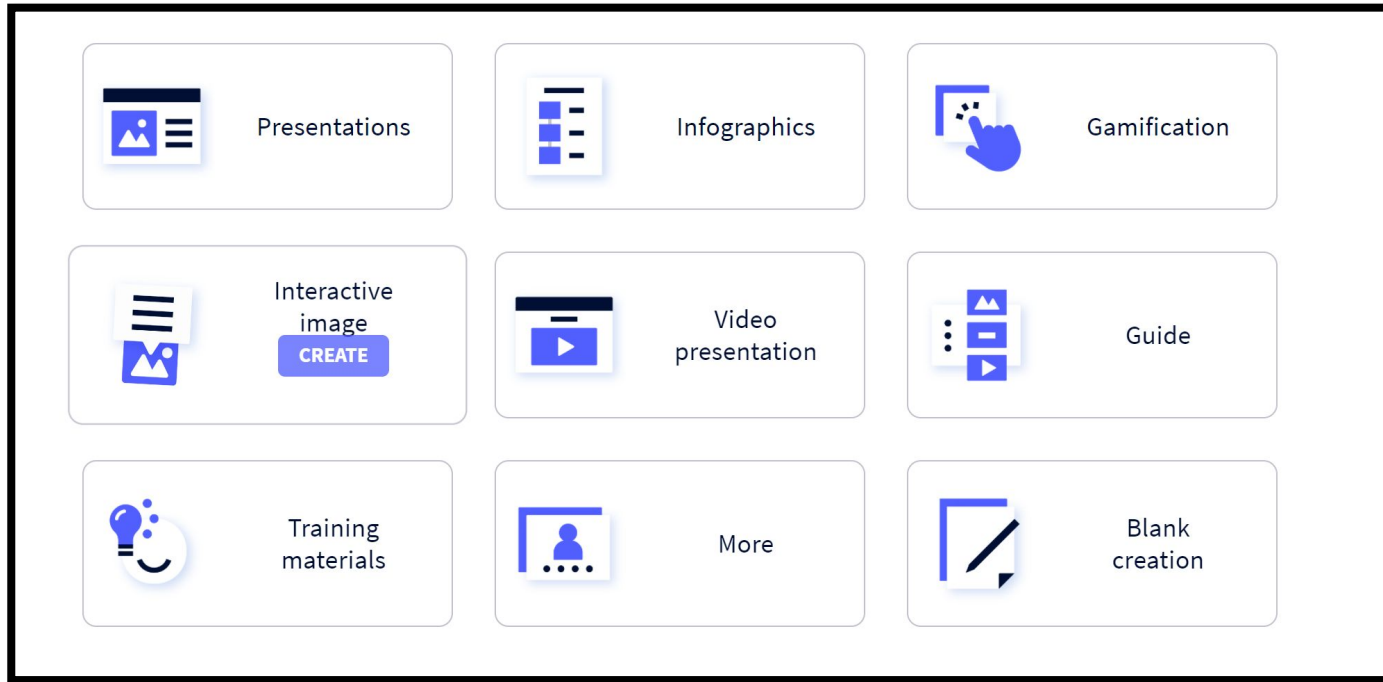 Presentations
Infographics
Gamification
Interactive
image
CREATE
Video
presentation
Guide
Training
materials
More
Blank
creation